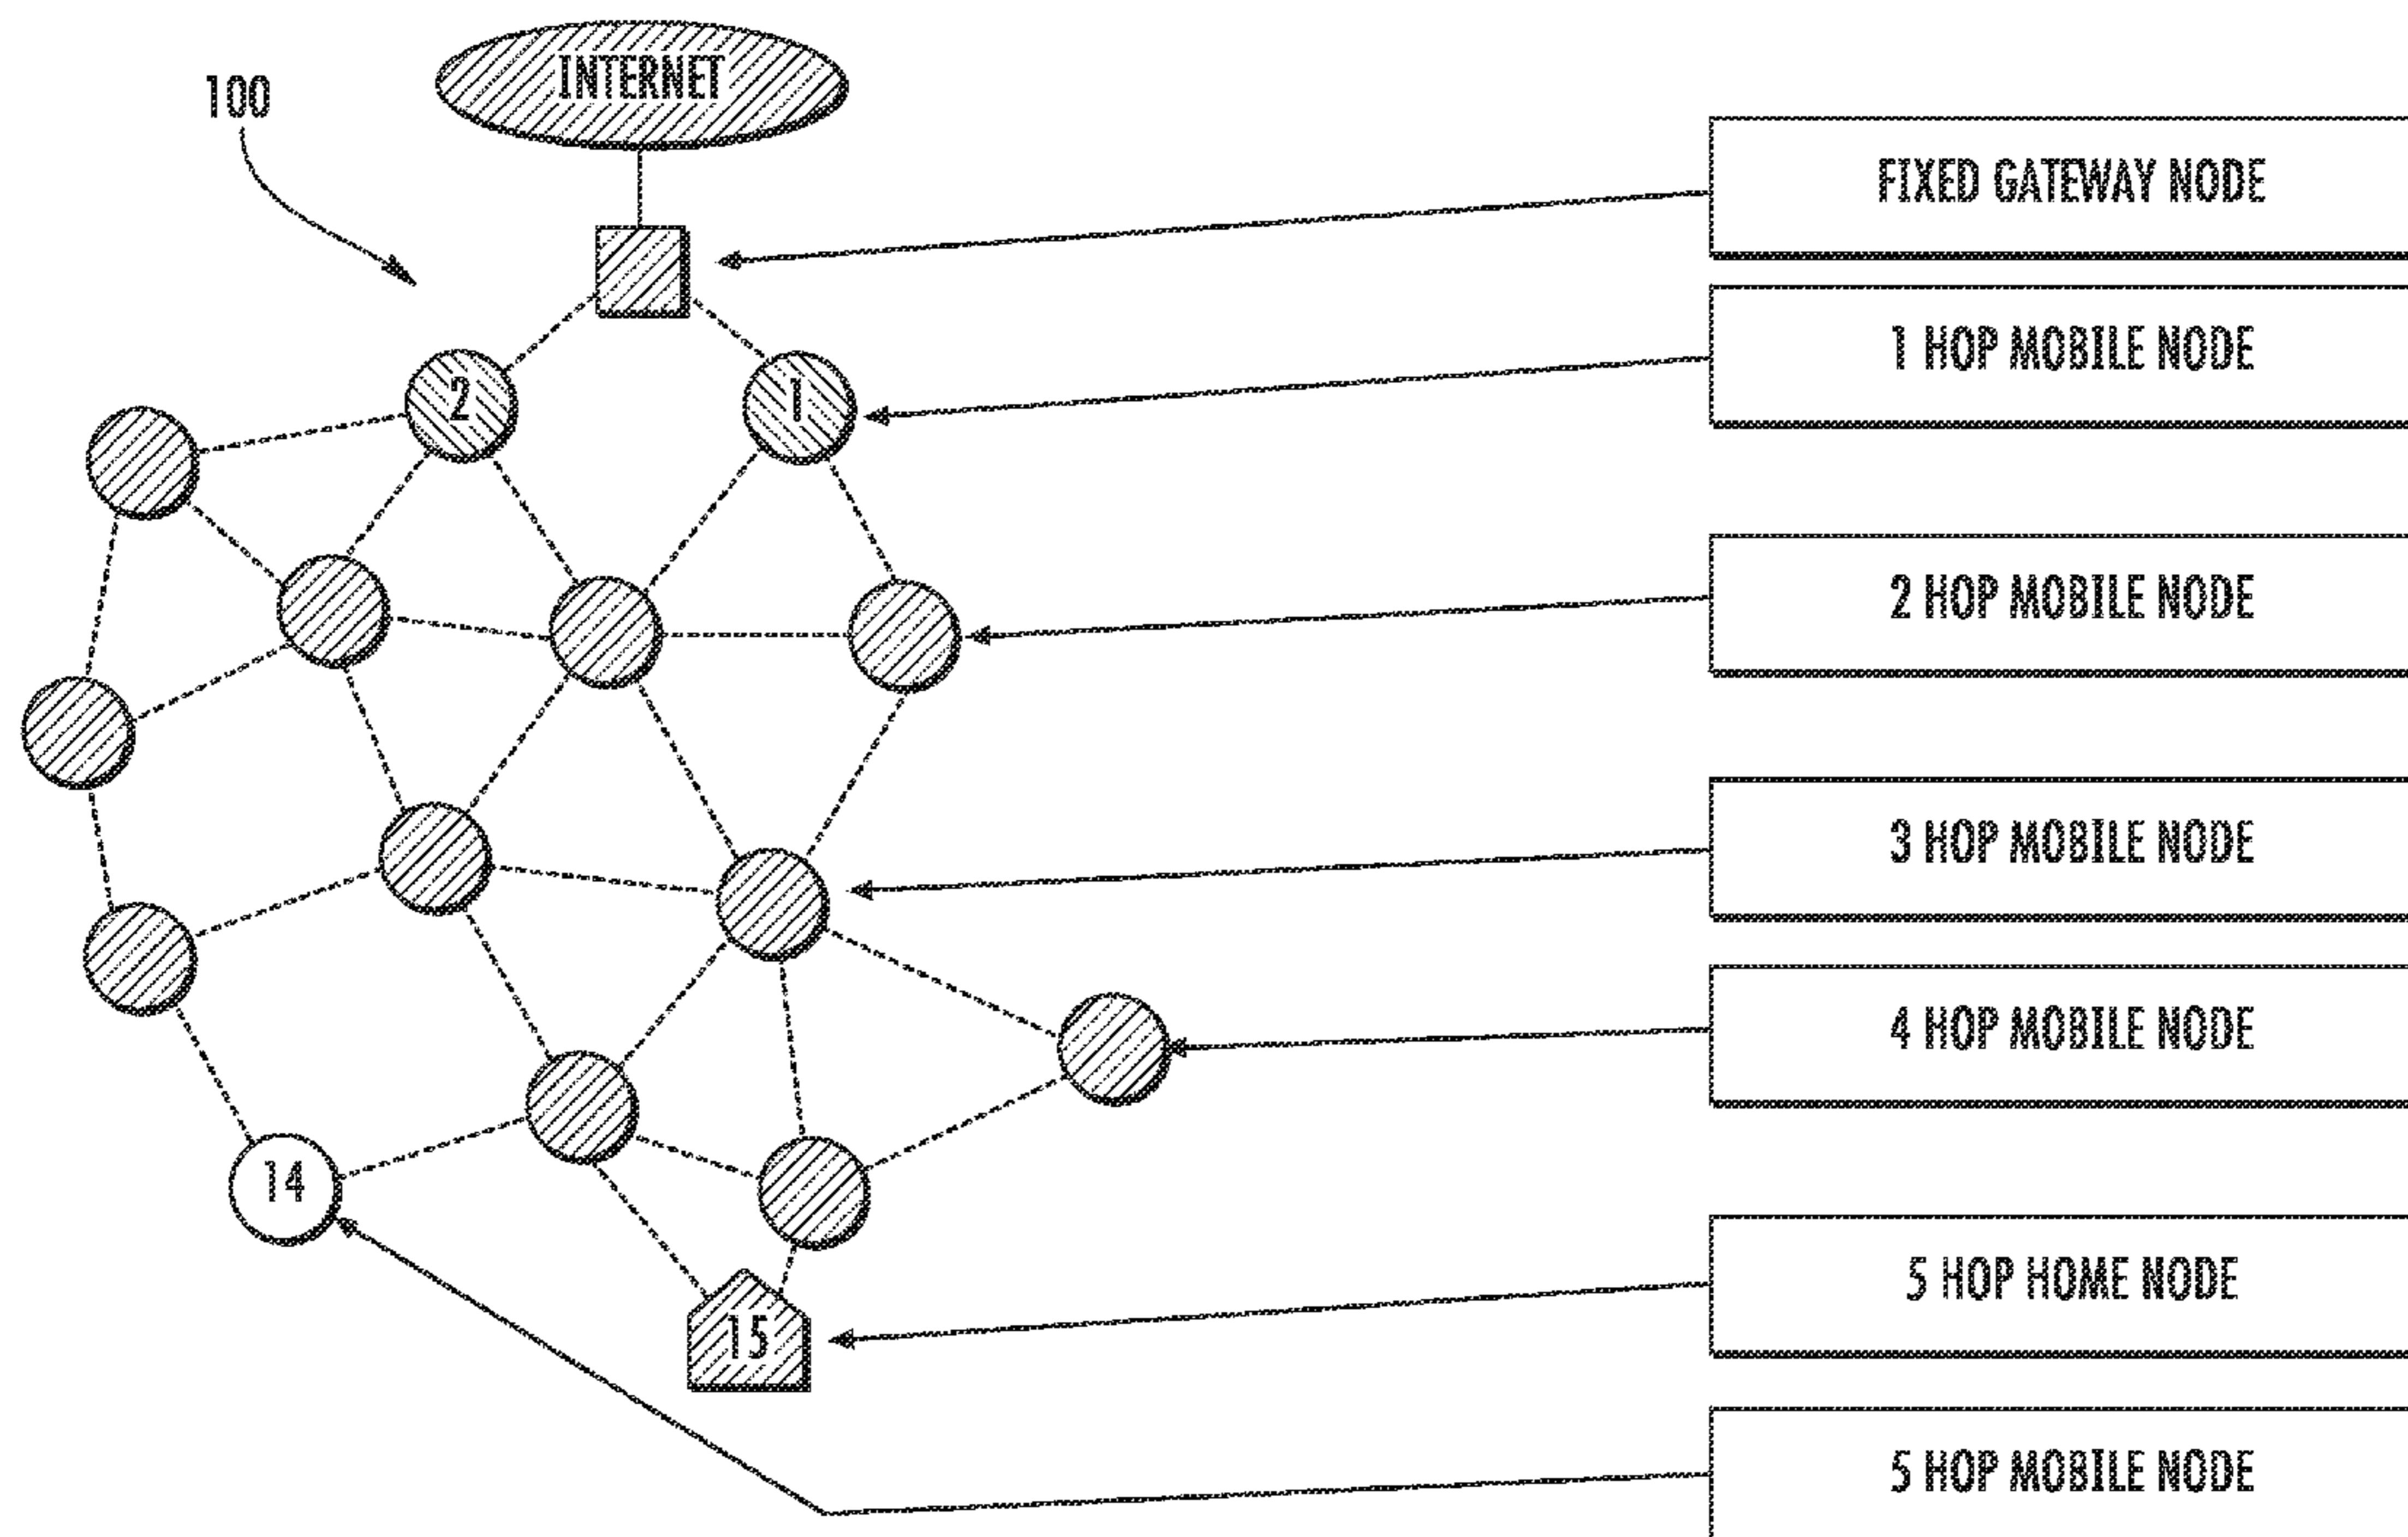 INTERNET
100
FIXED GATEWAY NODE
1 HOP MOBILE NODE
2
1
2 HOP MOBILE NODE
3 HOP MOBILE NODE
4 HOP MOBILE NODE
14
5 HOP HOME NODE
15
5 HOP MOBILE NODE